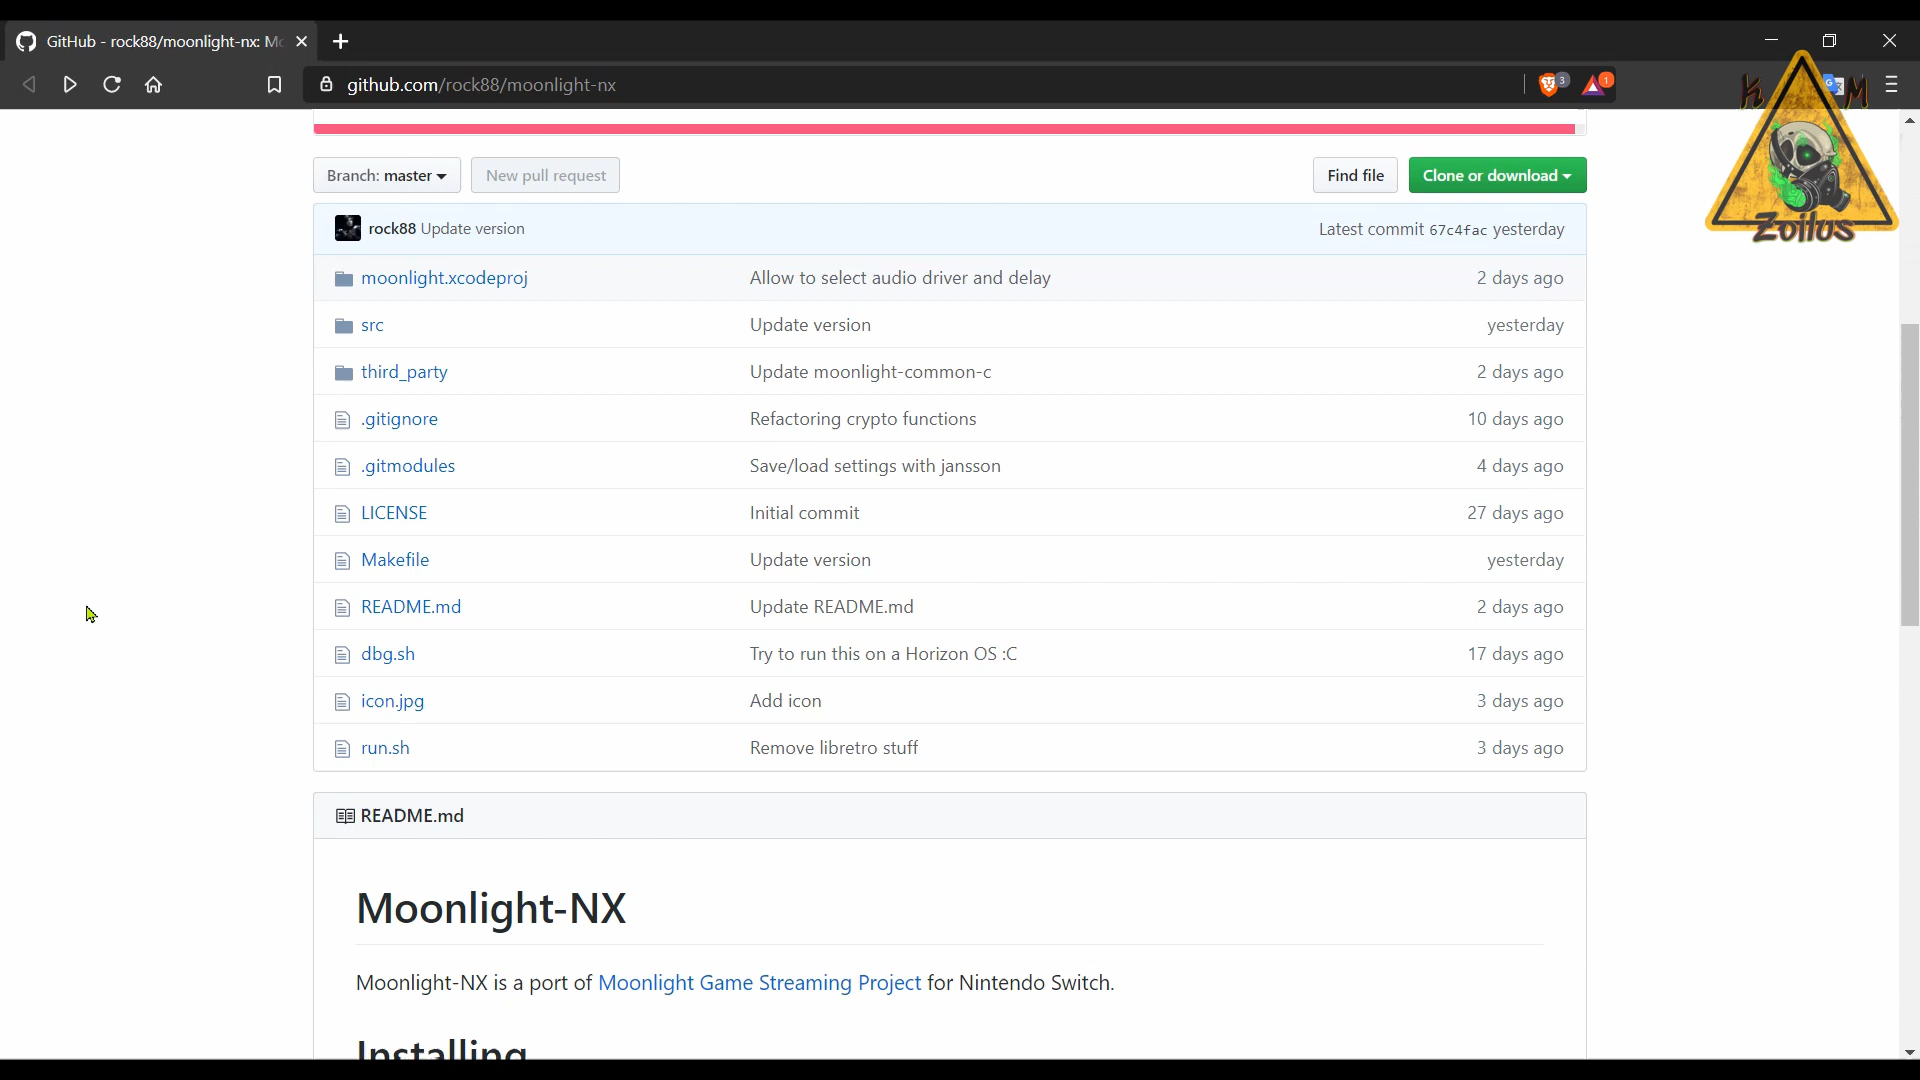 GitHub - rock88/moonlight-nx: Mo
github.com/rock88/moonlight-nx
3
1
K M
Zoilus
Branch: master
New pull request
Find file
Clone or download
rock88 Update version
Latest commit 67c4fac yesterday
moonlight.xcodeproj Allow to select audio driver and delay 2 days ago
src Update version yesterday
third_party Update moonlight-common-c 2 days ago
.gitignore Refactoring crypto functions 10 days ago
.gitmodules Save/load settings with jansson 4 days ago
LICENSE Initial commit 27 days ago
Makefile Update version yesterday
README.md Update README.md 2 days ago
dbg.sh Try to run this on a Horizon OS :C 17 days ago
icon.jpg Add icon 3 days ago
run.sh Remove libretro stuff 3 days ago
README.md
Moonlight-NX
Moonlight-NX is a port of Moonlight Game Streaming Project for Nintendo Switch.
Installing